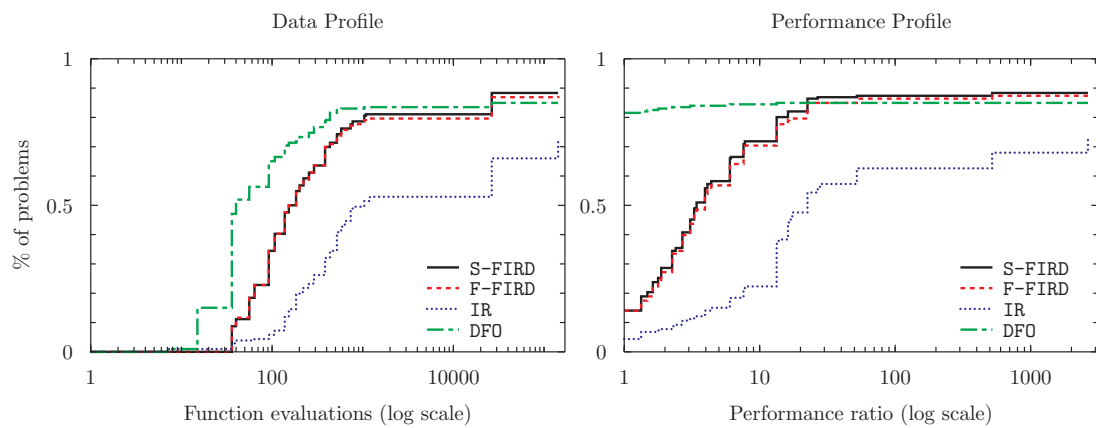 Data Profile
% of problems
1
0.5
0
S-FIRD
F-FIRD
IR
DFO
1
100
10000
Function evaluations (log scale)
Performance Profile
1
0.5
0
S-FIRD
F-FIRD
IR
DFO
1
10
100
1000
Performance ratio (log scale)